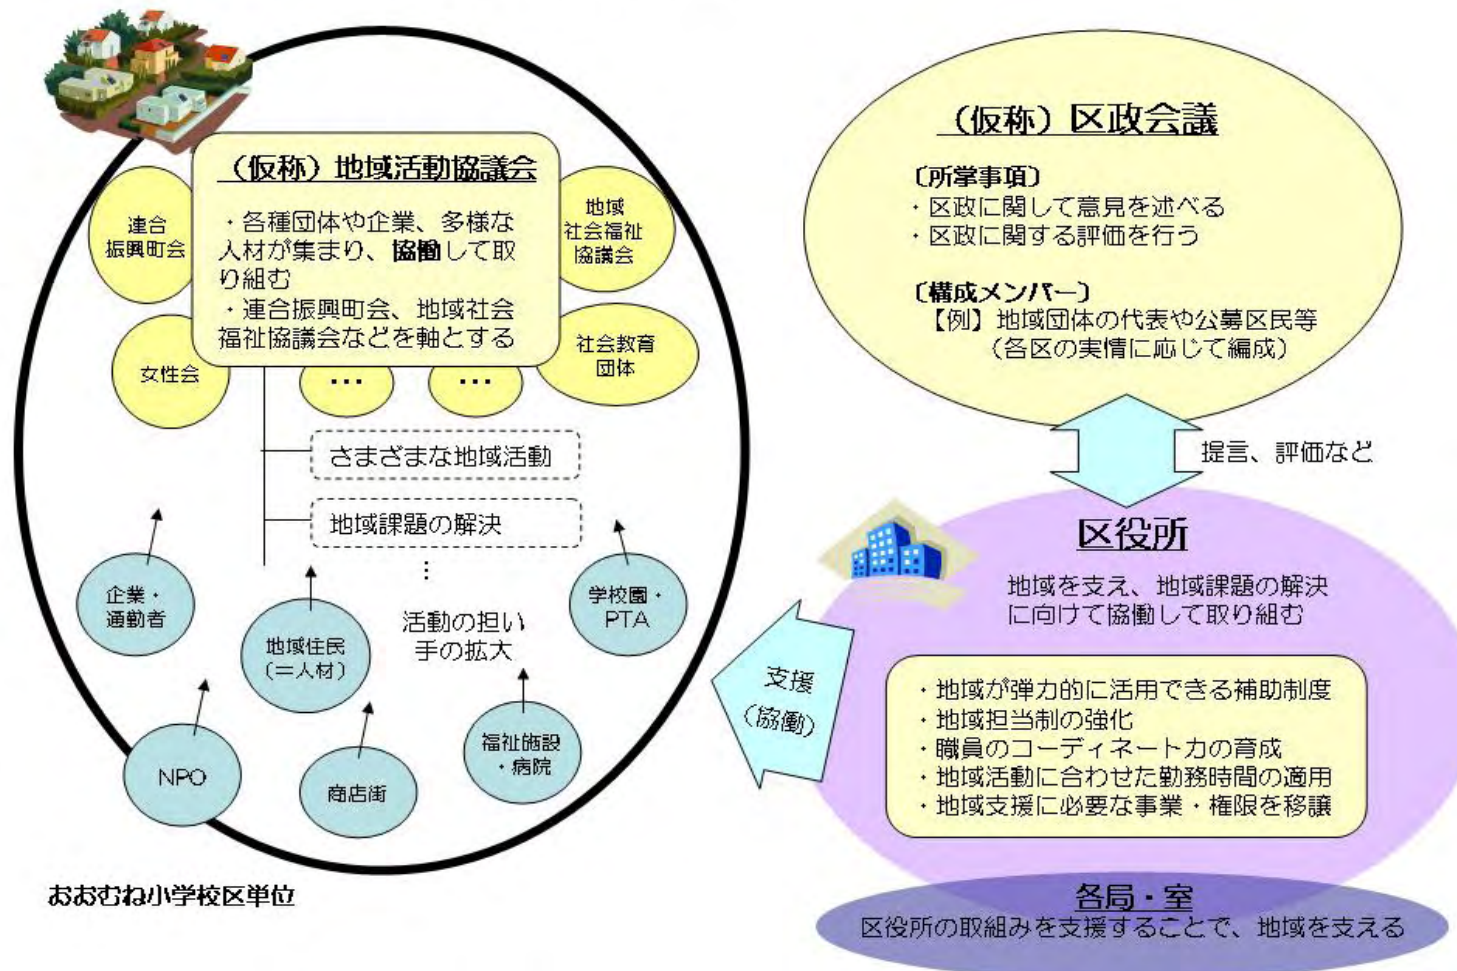 （仮称）地域活動協議会
・各種団体や企業、多様な
人材が集まり、協働して取
り組む
・連合振興町会、地域社会
福祉協議会などを軸とする
連合
振興町会
地域
社会福祉
協議会
女性会
・・・
・・・
社会教育
団体
さまざまな地域活動
地域課題の解決
⋮
活動の担い
手の拡大
企業・
通勤者
地域住民
（＝人材）
学校園・
PTA
NPO
商店街
福祉施設
・病院
おおむね小学校区単位
（仮称）区政会議
〔所掌事項〕
・区政に関して意見を述べる
・区政に関する評価を行う
〔構成メンバー〕
【例】地域団体の代表や公募区民等
（各区の実情に応じて編成）
提言、評価など
区役所
地域を支え、地域課題の解決
に向けて協働して取り組む
支援
（協働）
・地域が弾力的に活用できる補助制度
・地域担当制の強化
・職員のコーディネート力の育成
・地域活動に合わせた勤務時間の適用
・地域支援に必要な事業・権限を移譲
各局・室
区役所の取組みを支援することで、地域を支える